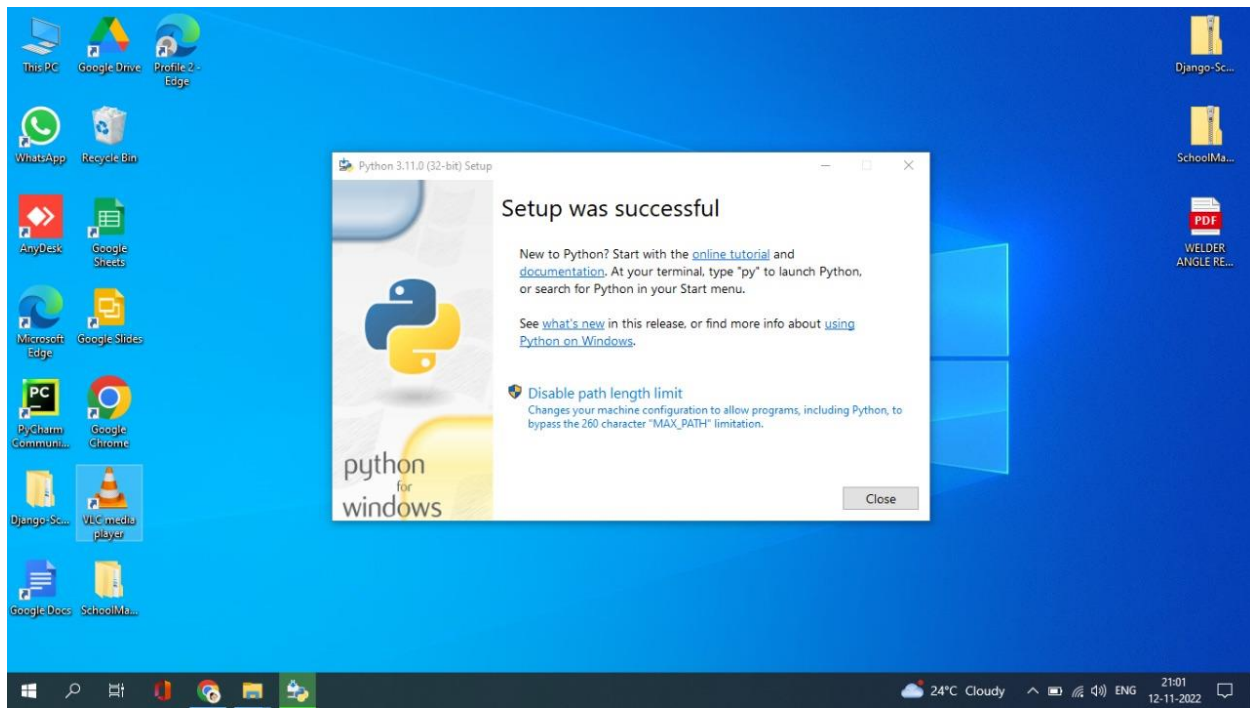 This PC
Google Drive
Profile 2 -
Edge
WhatsApp
Recycle Bin
AnyDesk
Google
Sheets
Microsoft
Edge
Google Slides
PC
PyCharm
Communi...
Google
Chrome
Django-Sc...
VLC media
player
Google Docs
SchoolMa...
Python 3.11.0 (32-bit) Setup
Setup was successful
New to Python? Start with the online tutorial and
documentation. At your terminal, type "py" to launch Python,
or search for Python in your Start menu.
See what's new in this release, or find more info about using
Python on Windows.
Disable path length limit
Changes your machine configuration to allow programs, including Python, to
bypass the 260 character "MAX_PATH" limitation.
python
for
windows
Close
Django-Sc...
SchoolMa...
PDF
WELDER
ANGLE RE...
24°C Cloudy
ENG
21:01
12-11-2022